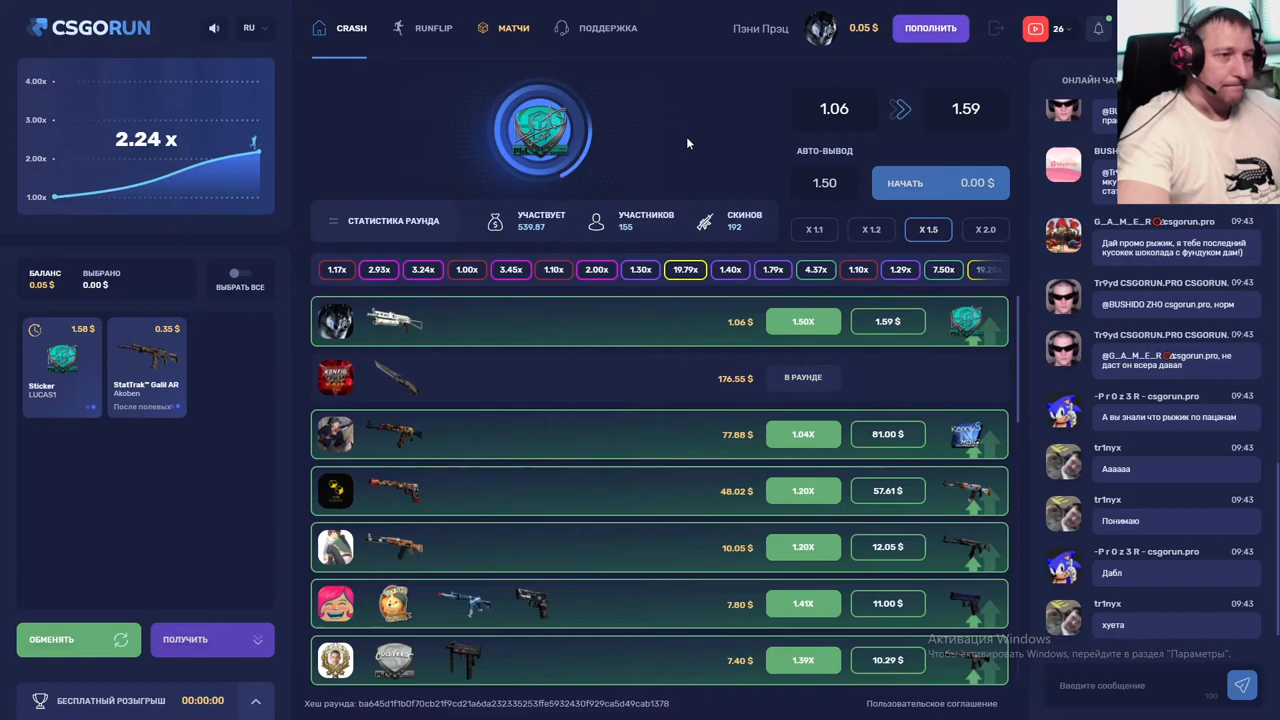 CSGORUN
RU
CRASH
RUNFLIP
МАТЧИ
ПОДДЕРЖКА
Пэни Прэц
0.05 $
ПОПОЛНИТЬ
26
4.00x
3.00x
2.00x
1.00x
2.24 x
1.06
1.59
АВТО-ВЫВОД
1.50
НАЧАТЬ
0.00 $
X 1.1
X 1.2
X 1.5
X 2.0
СТАТИСТИКА РАУНДА
УЧАСТВУЕТ
539.87
УЧАСТНИКОВ
155
СКИНОВ
192
1.17x
2.93x
3.24x
1.00x
3.45x
1.10x
2.00x
1.30x
19.79x
1.40x
1.79x
4.37x
1.10x
1.29x
7.50x
19.20x
БАЛАНС
0.05 $
ВЫБРАНО
0.00 $
ВЫБРАТЬ ВСЕ
1.58 $
Sticker
LUCAS1
0.35 $
StatTrak™ Galil AR
Akoben
После полевых
1.06 $
1.50X
1.59 $
176.55 $
В РАУНДЕ
77.88 $
1.04X
81.00 $
48.02 $
1.20X
57.61 $
10.05 $
1.20X
12.05 $
7.80 $
1.41X
11.00 $
7.40 $
1.39X
10.29 $
ОБМЕНЯТЬ
ПОЛУЧИТЬ
БЕСПЛАТНЫЙ РОЗЫГРЫШ
00:00:00
Хеш раунда: ba645d1f1b0f70cb21f9cd21a6da232335253ffe5932430f929ca5d49cab1378
Пользовательское соглашение
ОНЛАЙН ЧАТ
G_A_M_E_R csgorun.pro
09:43
Дай промо рыжик, я тебе последний
кусокек шоколада с фундуком дам!)
Tr9yd CSGORUN.PRO CSGORUN.
09:43
@BUSHIDO ZHO csgorun.pro, норм
Tr9yd CSGORUN.PRO CSGORUN.
09:43
@G_A_M_E_R csgorun.pro, не
даст он всера давал
-P r 0 z 3 R - csgorun.pro
09:43
А вы знали что рыжик по пацанам
tr1nyx
09:43
Аааааа
tr1nyx
09:43
Понимаю
-P r 0 z 3 R - csgorun.pro
09:43
Дабл
tr1nyx
09:43
хуета
Активация Windows
Чтобы активировать Windows, перейдите в раздел "Параметры".
Введите сообщение
100